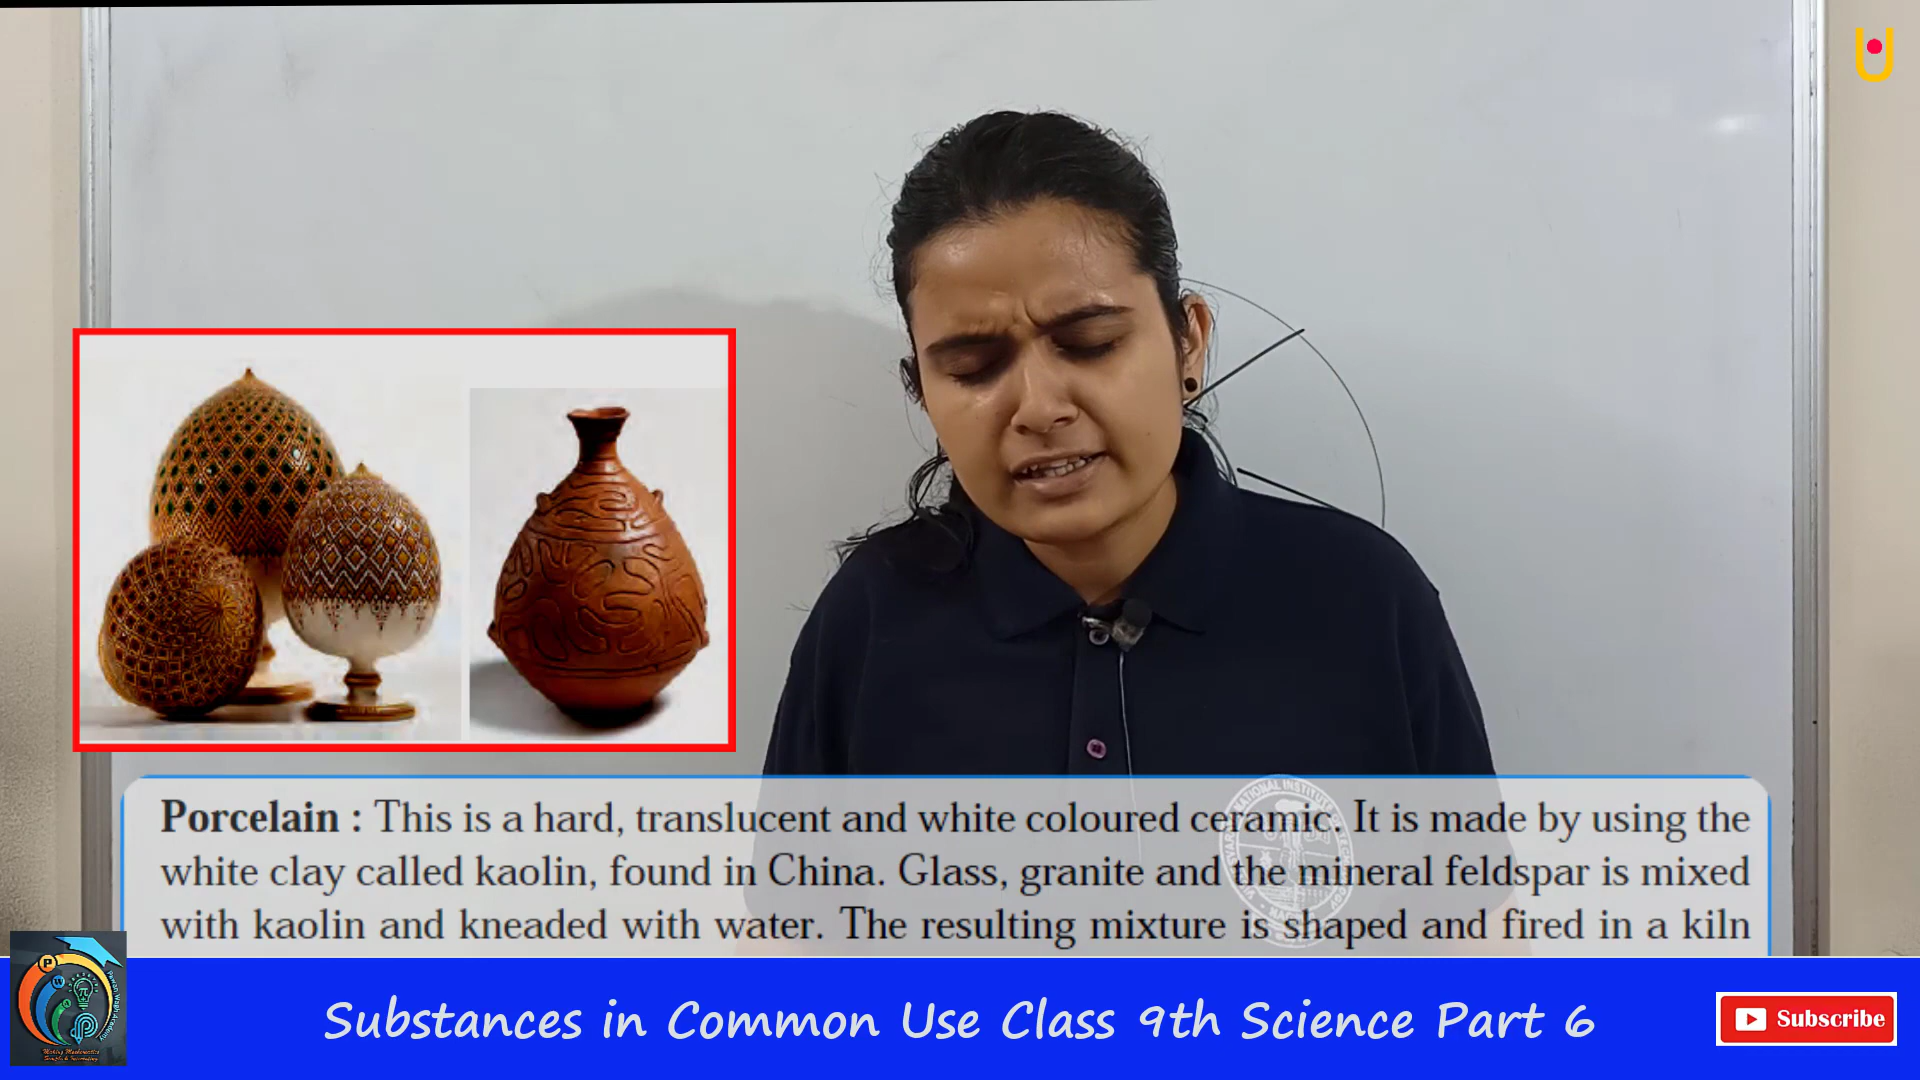 Porcelain : This is a hard, translucent and white coloured ceramic. It is made by using the
white clay called kaolin, found in China. Glass, granite and the mineral feldspar is mixed
with kaolin and kneaded with water. The resulting mixture is shaped and fired in a kiln
Substances in Common Use Class 9th Science Part 6
Subscribe